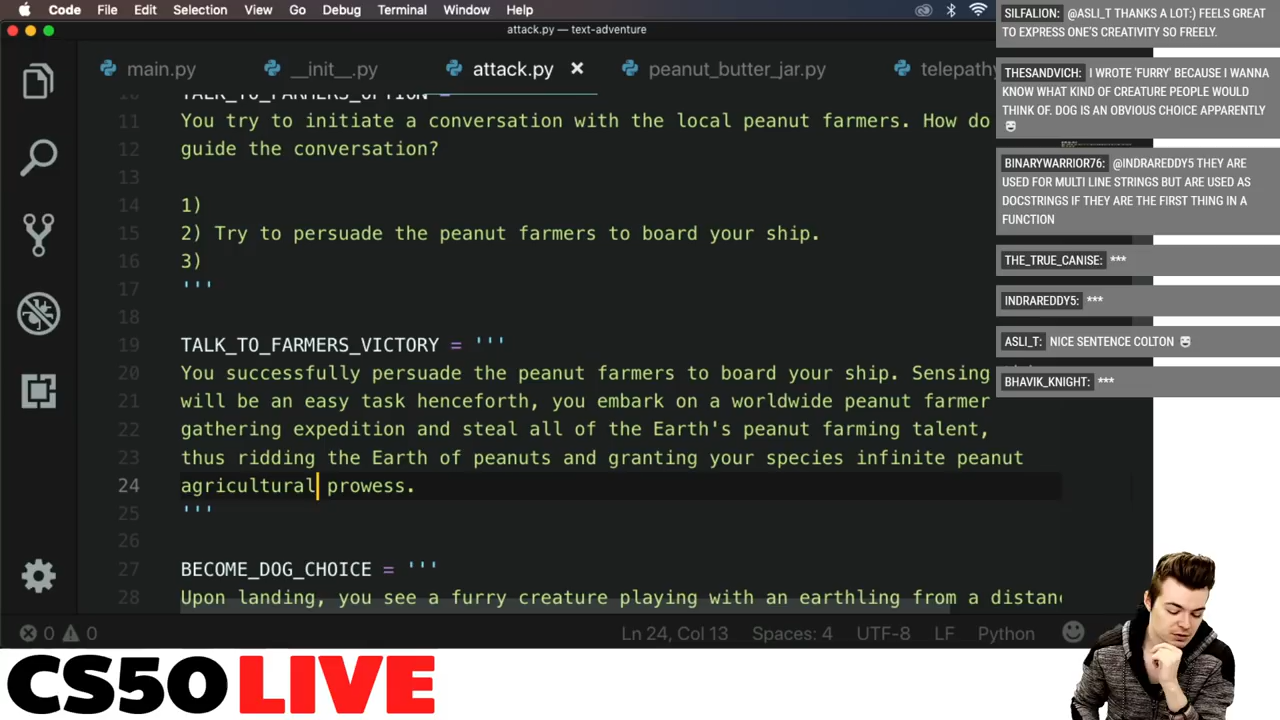 Code File Edit Selection View Go Debug Terminal Window Help
attack.py — text-adventure
main.py __init__.py attack.py × peanut_butter_jar.py telepathy
TALK_TO_FARMERS_OPTION =
11 You try to initiate a conversation with the local peanut farmers. How do
12 guide the conversation?
13
14 1)
15 2) Try to persuade the peanut farmers to board your ship.
16 3)
17 '''
18
19 TALK_TO_FARMERS_VICTORY = '''
20 You successfully persuade the peanut farmers to board your ship. Sensing
21 will be an easy task henceforth, you embark on a worldwide peanut farmer
22 gathering expedition and steal all of the Earth's peanut farming talent,
23 thus ridding the Earth of peanuts and granting your species infinite peanut
24 agricultural prowess.
25 '''
26
27 BECOME_DOG_CHOICE = '''
28 Upon landing, you see a furry creature playing with an earthling from a distanc
0 0 Ln 24, Col 13 Spaces: 4 UTF-8 LF Python
SILFALION: @ASLI_T THANKS A LOT:) FEELS GREAT
TO EXPRESS ONE'S CREATIVITY SO FREELY.
THESANDVICH: I WROTE 'FURRY' BECAUSE I WANNA
KNOW WHAT KIND OF CREATURE PEOPLE WOULD
THINK OF. DOG IS AN OBVIOUS CHOICE APPARENTLY
BINARYWARRIOR76: @INDRAREDDY5 THEY ARE
USED FOR MULTI LINE STRINGS BUT ARE USED AS
DOCSTRINGS IF THEY ARE THE FIRST THING IN A
FUNCTION
THE_TRUE_CANISE: ***
INDRAREDDY5: ***
ASLI_T: NICE SENTENCE COLTON
BHAVIK_KNIGHT: ***
CS50 LIVE